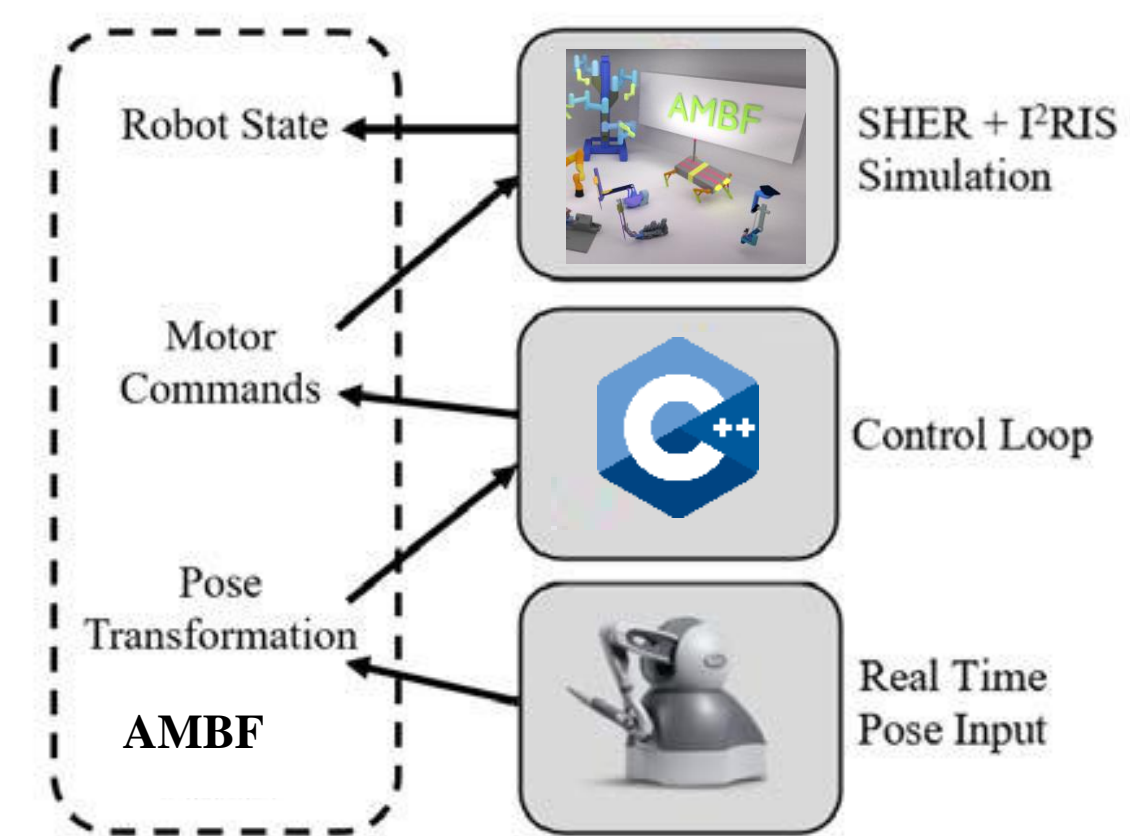 Robot State
AMBF
SHER + I²RIS
Simulation
Motor
Commands
C++
Control Loop
Pose
Transformation
AMBF
Real Time
Pose Input